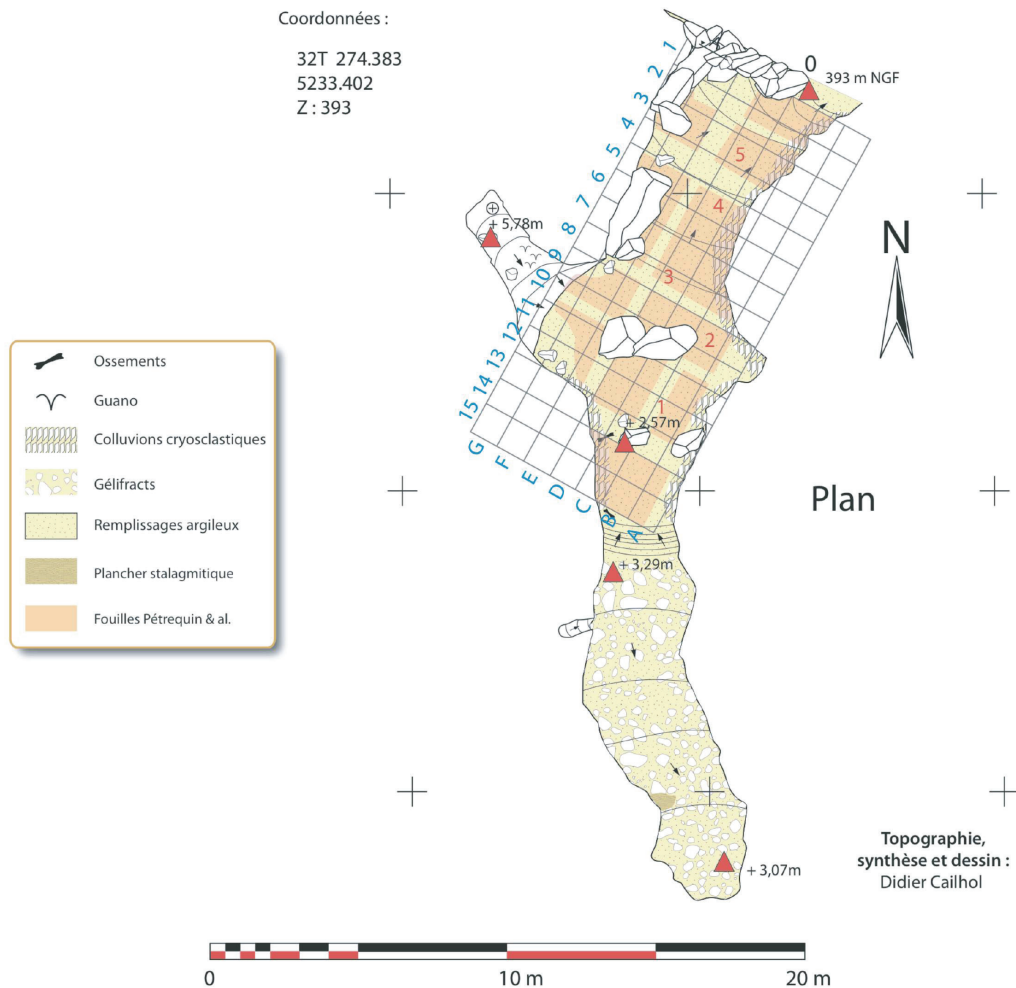 Coordonnées :
32T 274.383
5233.402
Z : 393
0
393 m NGF
1
2
3
4
5
6
7
8
9
10
11
12
13
14
15
G
F
E
D
C
B
A
5
4
3
2
1
+ 5,78m
+ 2,57m
+ 3,29m
+ 3,07m
N
Plan
Ossements
Guano
Colluvions cryosclastiques
Gélifracts
Remplissages argileux
Plancher stalagmitique
Fouilles Pétrequin & al.
Topographie,
synthèse et dessin :
Didier Cailhol
0 10 m 20 m